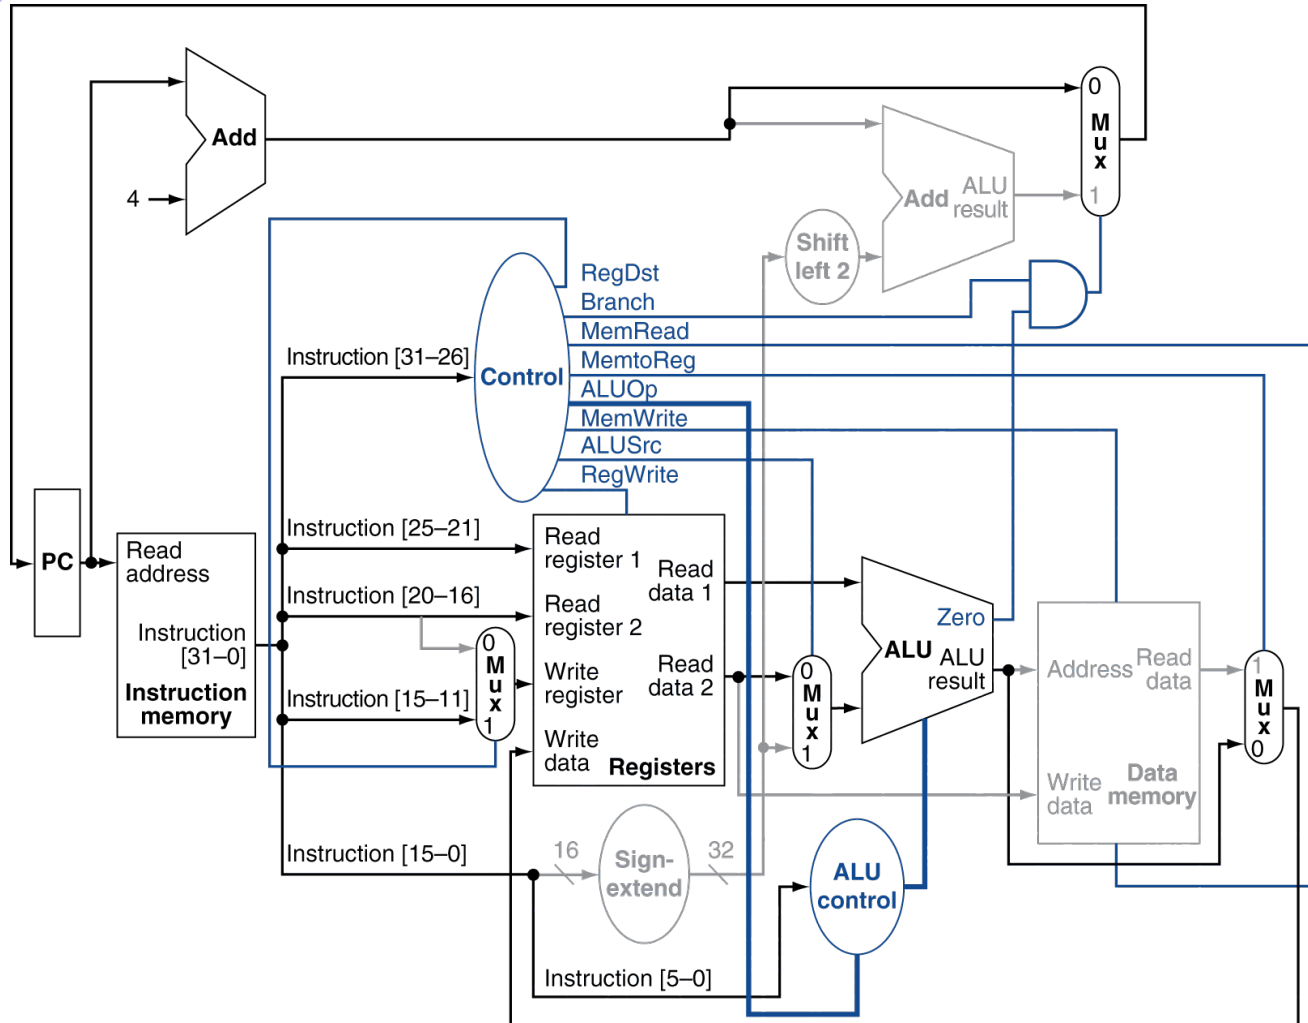 0
M
u
x
1
Add
ALU
Add
result
4
Shift
left 2
RegDst
Branch
MemRead
MemtoReg
ALUOp
MemWrite
ALUSrc
RegWrite
Control
Instruction [31–26]
Instruction [25–21]
Instruction [20–16]
Instruction [15–11]
Instruction [15–0]
Instruction [5–0]
PC
Read
address
Instruction
[31–0]
Instruction
memory
0
M
u
x
1
Read
register 1
Read
register 2
Write
register
Write
data
Read
data 1
Read
data 2
Registers
0
M
u
x
1
Zero
ALU
ALU
result
Address
Read
data
Write
data
Data
memory
1
M
u
x
0
16
Sign-
extend
32
ALU
control